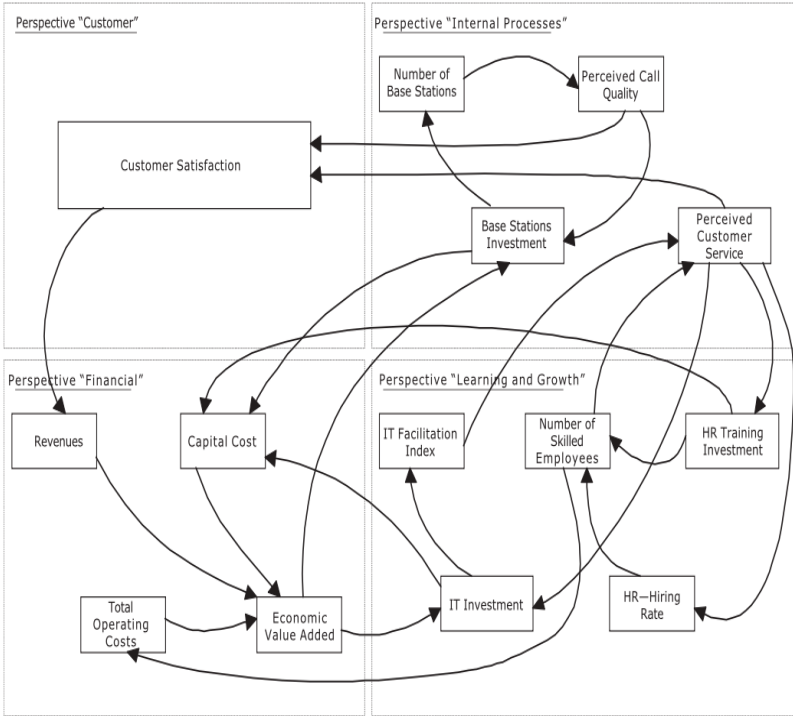 Perspective “Customer”
Perspective “Internal Processes”
Number of
Base Stations
Perceived Call
Quality
Customer Satisfaction
Base Stations
Investment
Perceived
Customer
Service
Perspective “Financial”
Perspective “Learning and Growth”
Revenues
Capital Cost
IT Facilitation
Index
Number of
Skilled
Employees
HR Training
Investment
Total
Operating
Costs
Economic
Value Added
IT Investment
HR—Hiring
Rate